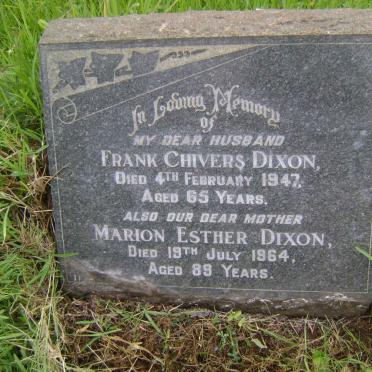 In Loving Memory
of
MY DEAR HUSBAND
FRANK CHIVERS DIXON,
DIED 4TH FEBRUARY 1947.
AGED 65 YEARS.
ALSO OUR DEAR MOTHER
MARION ESTHER DIXON,
DIED 19TH JULY 1964.
AGED 89 YEARS.